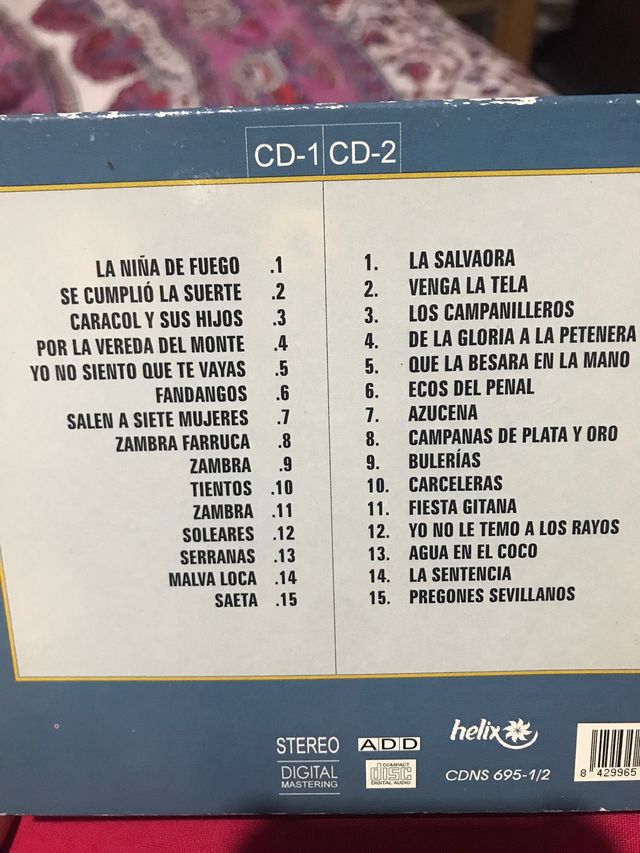 CD-1 CD-2
LA NIÑA DE FUEGO .1
SE CUMPLIÓ LA SUERTE .2
CARACOL Y SUS HIJOS .3
POR LA VEREDA DEL MONTE .4
YO NO SIENTO QUE TE VAYAS .5
FANDANGOS .6
SALEN A SIETE MUJERES .7
ZAMBRA FARRUCA .8
ZAMBRA .9
TIENTOS .10
ZAMBRA .11
SOLEARES .12
SERRANAS .13
MALVA LOCA .14
SAETA .15
1. LA SALVAORA
2. VENGA LA TELA
3. LOS CAMPANILLEROS
4. DE LA GLORIA A LA PETENERA
5. QUE LA BESARA EN LA MANO
6. ECOS DEL PENAL
7. AZUCENA
8. CAMPANAS DE PLATA Y ORO
9. BULERÍAS
10. CARCELERAS
11. FIESTA GITANA
12. YO NO LE TEMO A LOS RAYOS
13. AGUA EN EL COCO
14. LA SENTENCIA
15. PREGONES SEVILLANOS
STEREO
DIGITAL
MASTERING
ADD
COMPACT
disc
DIGITAL AUDIO
helix
CDNS 695-1/2
8 429965